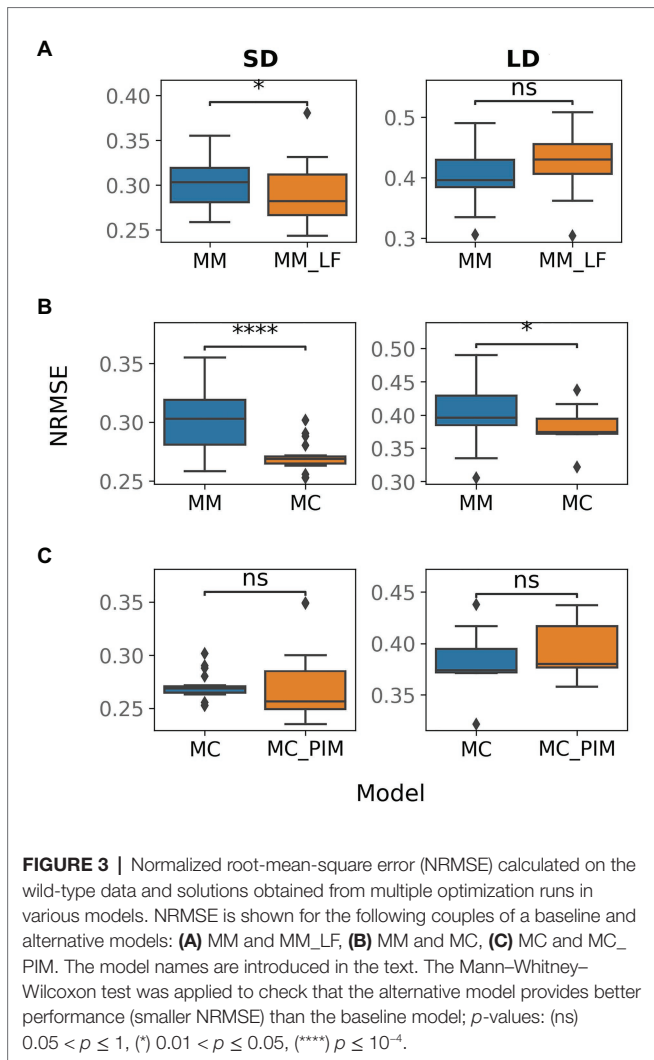 A
SD
LD
*
ns
0.40
0.35
0.30
0.25
0.5
0.4
0.3
MM
MM_LF
MM
MM_LF
B
****
*
NRMSE
0.35
0.30
0.25
0.50
0.45
0.40
0.35
0.30
MM
MC
MM
MC
C
ns
ns
0.35
0.30
0.25
0.45
0.40
0.35
MC
MC_PIM
MC
MC_PIM
Model
FIGURE 3 | Normalized root-mean-square error (NRMSE) calculated on the
wild-type data and solutions obtained from multiple optimization runs in
various models. NRMSE is shown for the following couples of a baseline and
alternative models: (A) MM and MM_LF, (B) MM and MC, (C) MC and MC_
PIM. The model names are introduced in the text. The Mann–Whitney–
Wilcoxon test was applied to check that the alternative model provides better
performance (smaller NRMSE) than the baseline model; p-values: (ns)
0.05 < p ≤ 1, (*) 0.01 < p ≤ 0.05, (****) p ≤ 10⁻⁴.